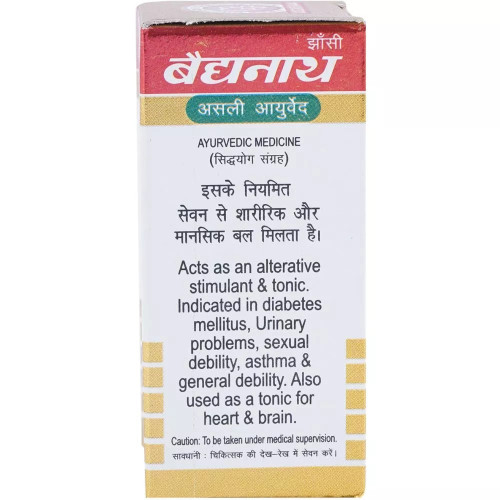 झाँसी
बैद्यनाथ
असली आयुर्वेद
AYURVEDIC MEDICINE
(सिद्धयोग संग्रह)
इसके नियमित
सेवन से शारीरिक और
मानसिक बल मिलता है।
Acts as an alterative
stimulant & tonic.
Indicated in diabetes
mellitus, Urinary
problems, sexual
debility, asthma &
general debility. Also
used as a tonic for
heart & brain.
Caution: To be taken under medical supervision.
सावधानी : चिकित्सक की देख-रेख में सेवन करें।